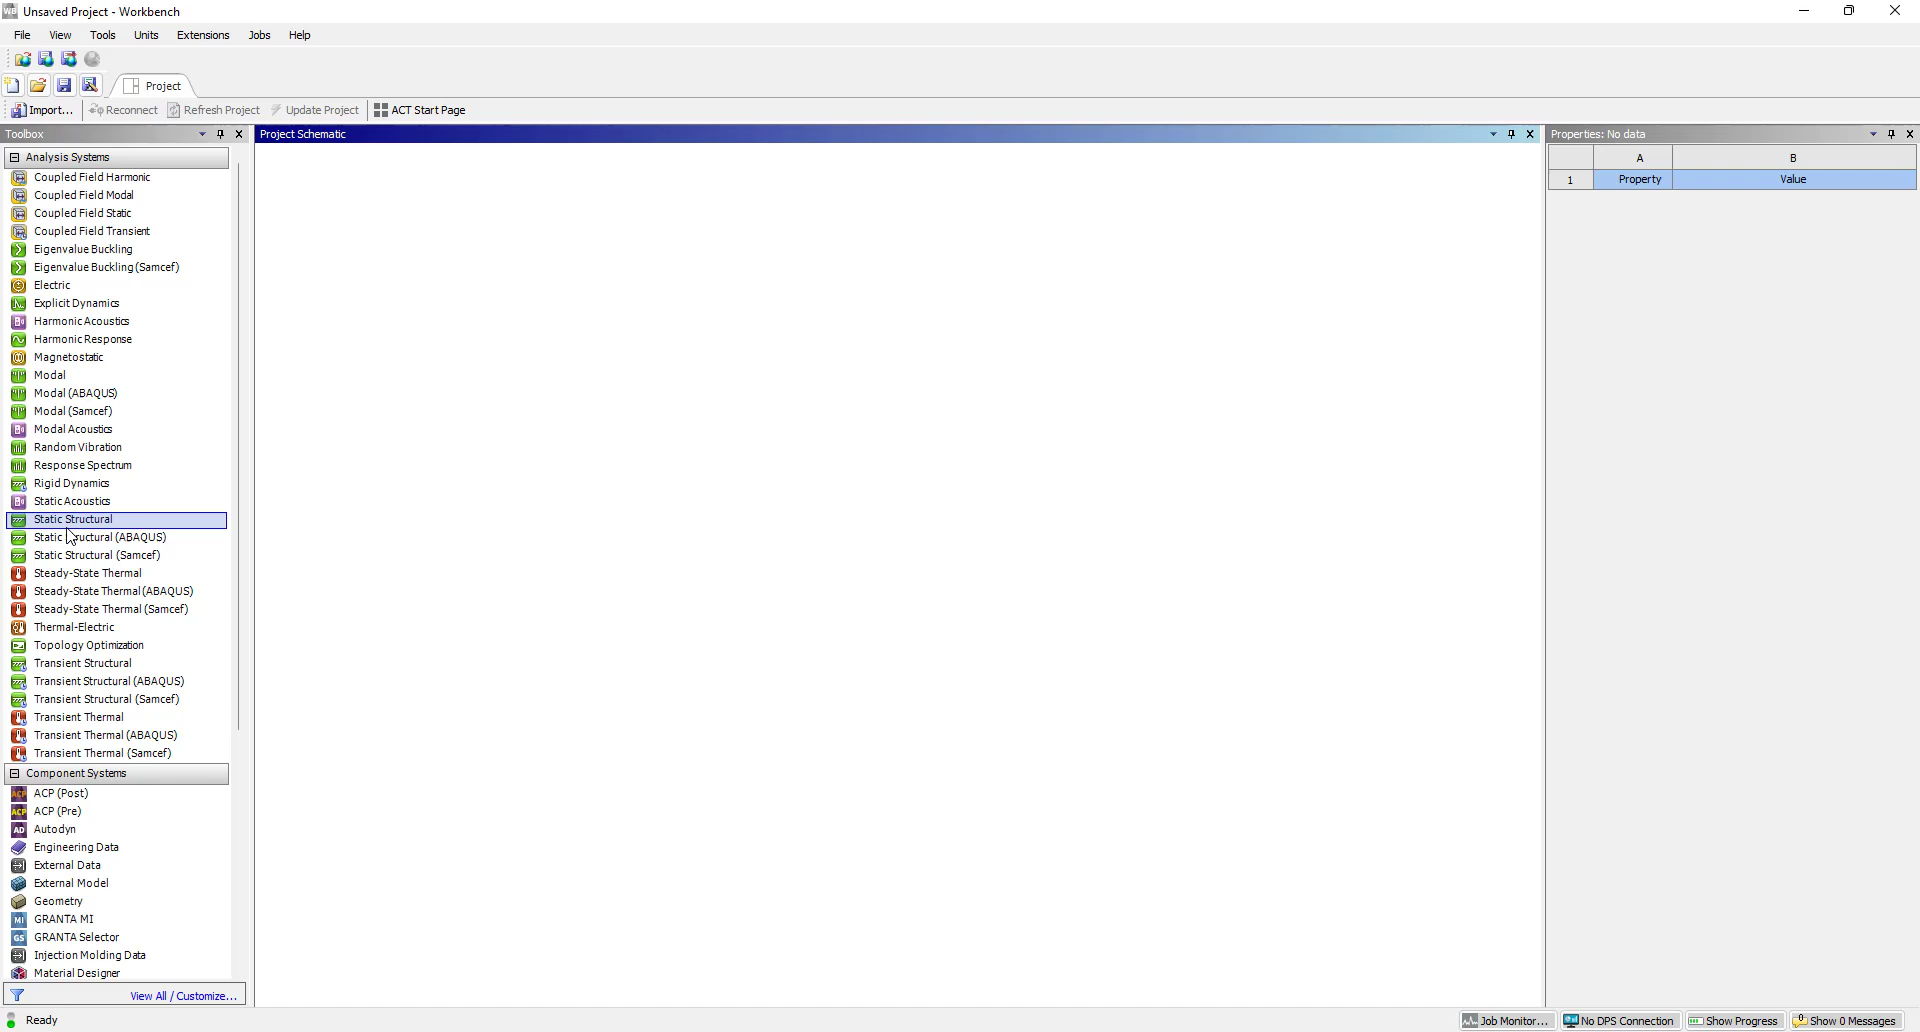 Unsaved Project - Workbench
File View Tools Units Extensions Jobs Help
Project
Import... Reconnect Refresh Project Update Project ACT Start Page
Toolbox
Analysis Systems
Coupled Field Harmonic
Coupled Field Modal
Coupled Field Static
Coupled Field Transient
Eigenvalue Buckling
Eigenvalue Buckling (Samcef)
Electric
Explicit Dynamics
Harmonic Acoustics
Harmonic Response
Magnetostatic
Modal
Modal (ABAQUS)
Modal (Samcef)
Modal Acoustics
Random Vibration
Response Spectrum
Rigid Dynamics
Static Acoustics
Static Structural
Static Structural (ABAQUS)
Static Structural (Samcef)
Steady-State Thermal
Steady-State Thermal (ABAQUS)
Steady-State Thermal (Samcef)
Thermal-Electric
Topology Optimization
Transient Structural
Transient Structural (ABAQUS)
Transient Structural (Samcef)
Transient Thermal
Transient Thermal (ABAQUS)
Transient Thermal (Samcef)
Component Systems
ACP (Post)
ACP (Pre)
AD Autodyn
Engineering Data
External Data
External Model
Geometry
MI GRANTA MI
GS GRANTA Selector
Injection Molding Data
Material Designer
View All / Customize...
Project Schematic
Properties: No data
A B
1 Property Value
Ready
Job Monitor... No DPS Connection Show Progress Show 0 Messages